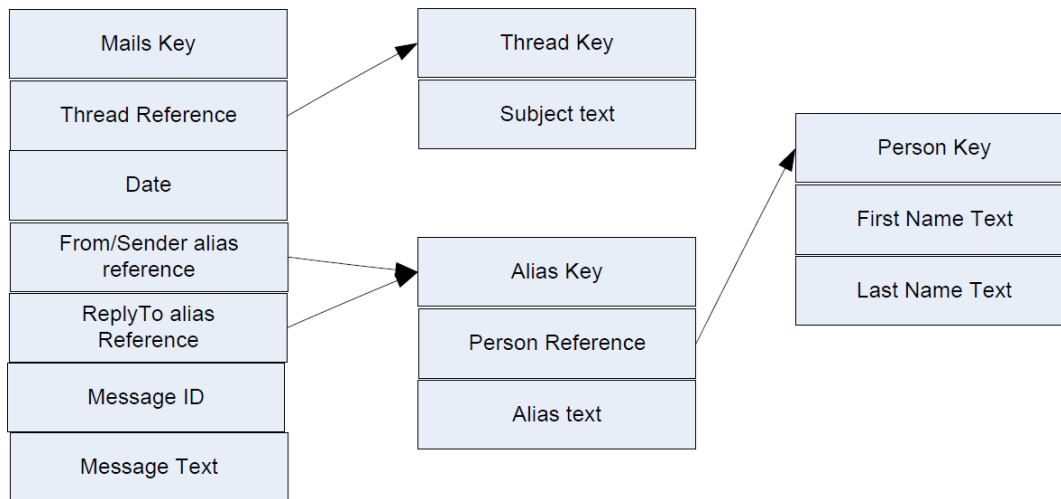 Mails Key
Thread Reference
Date
From/Sender alias
reference
ReplyTo alias
Reference
Message ID
Message Text
Thread Key
Subject text
Alias Key
Person Reference
Alias text
Person Key
First Name Text
Last Name Text